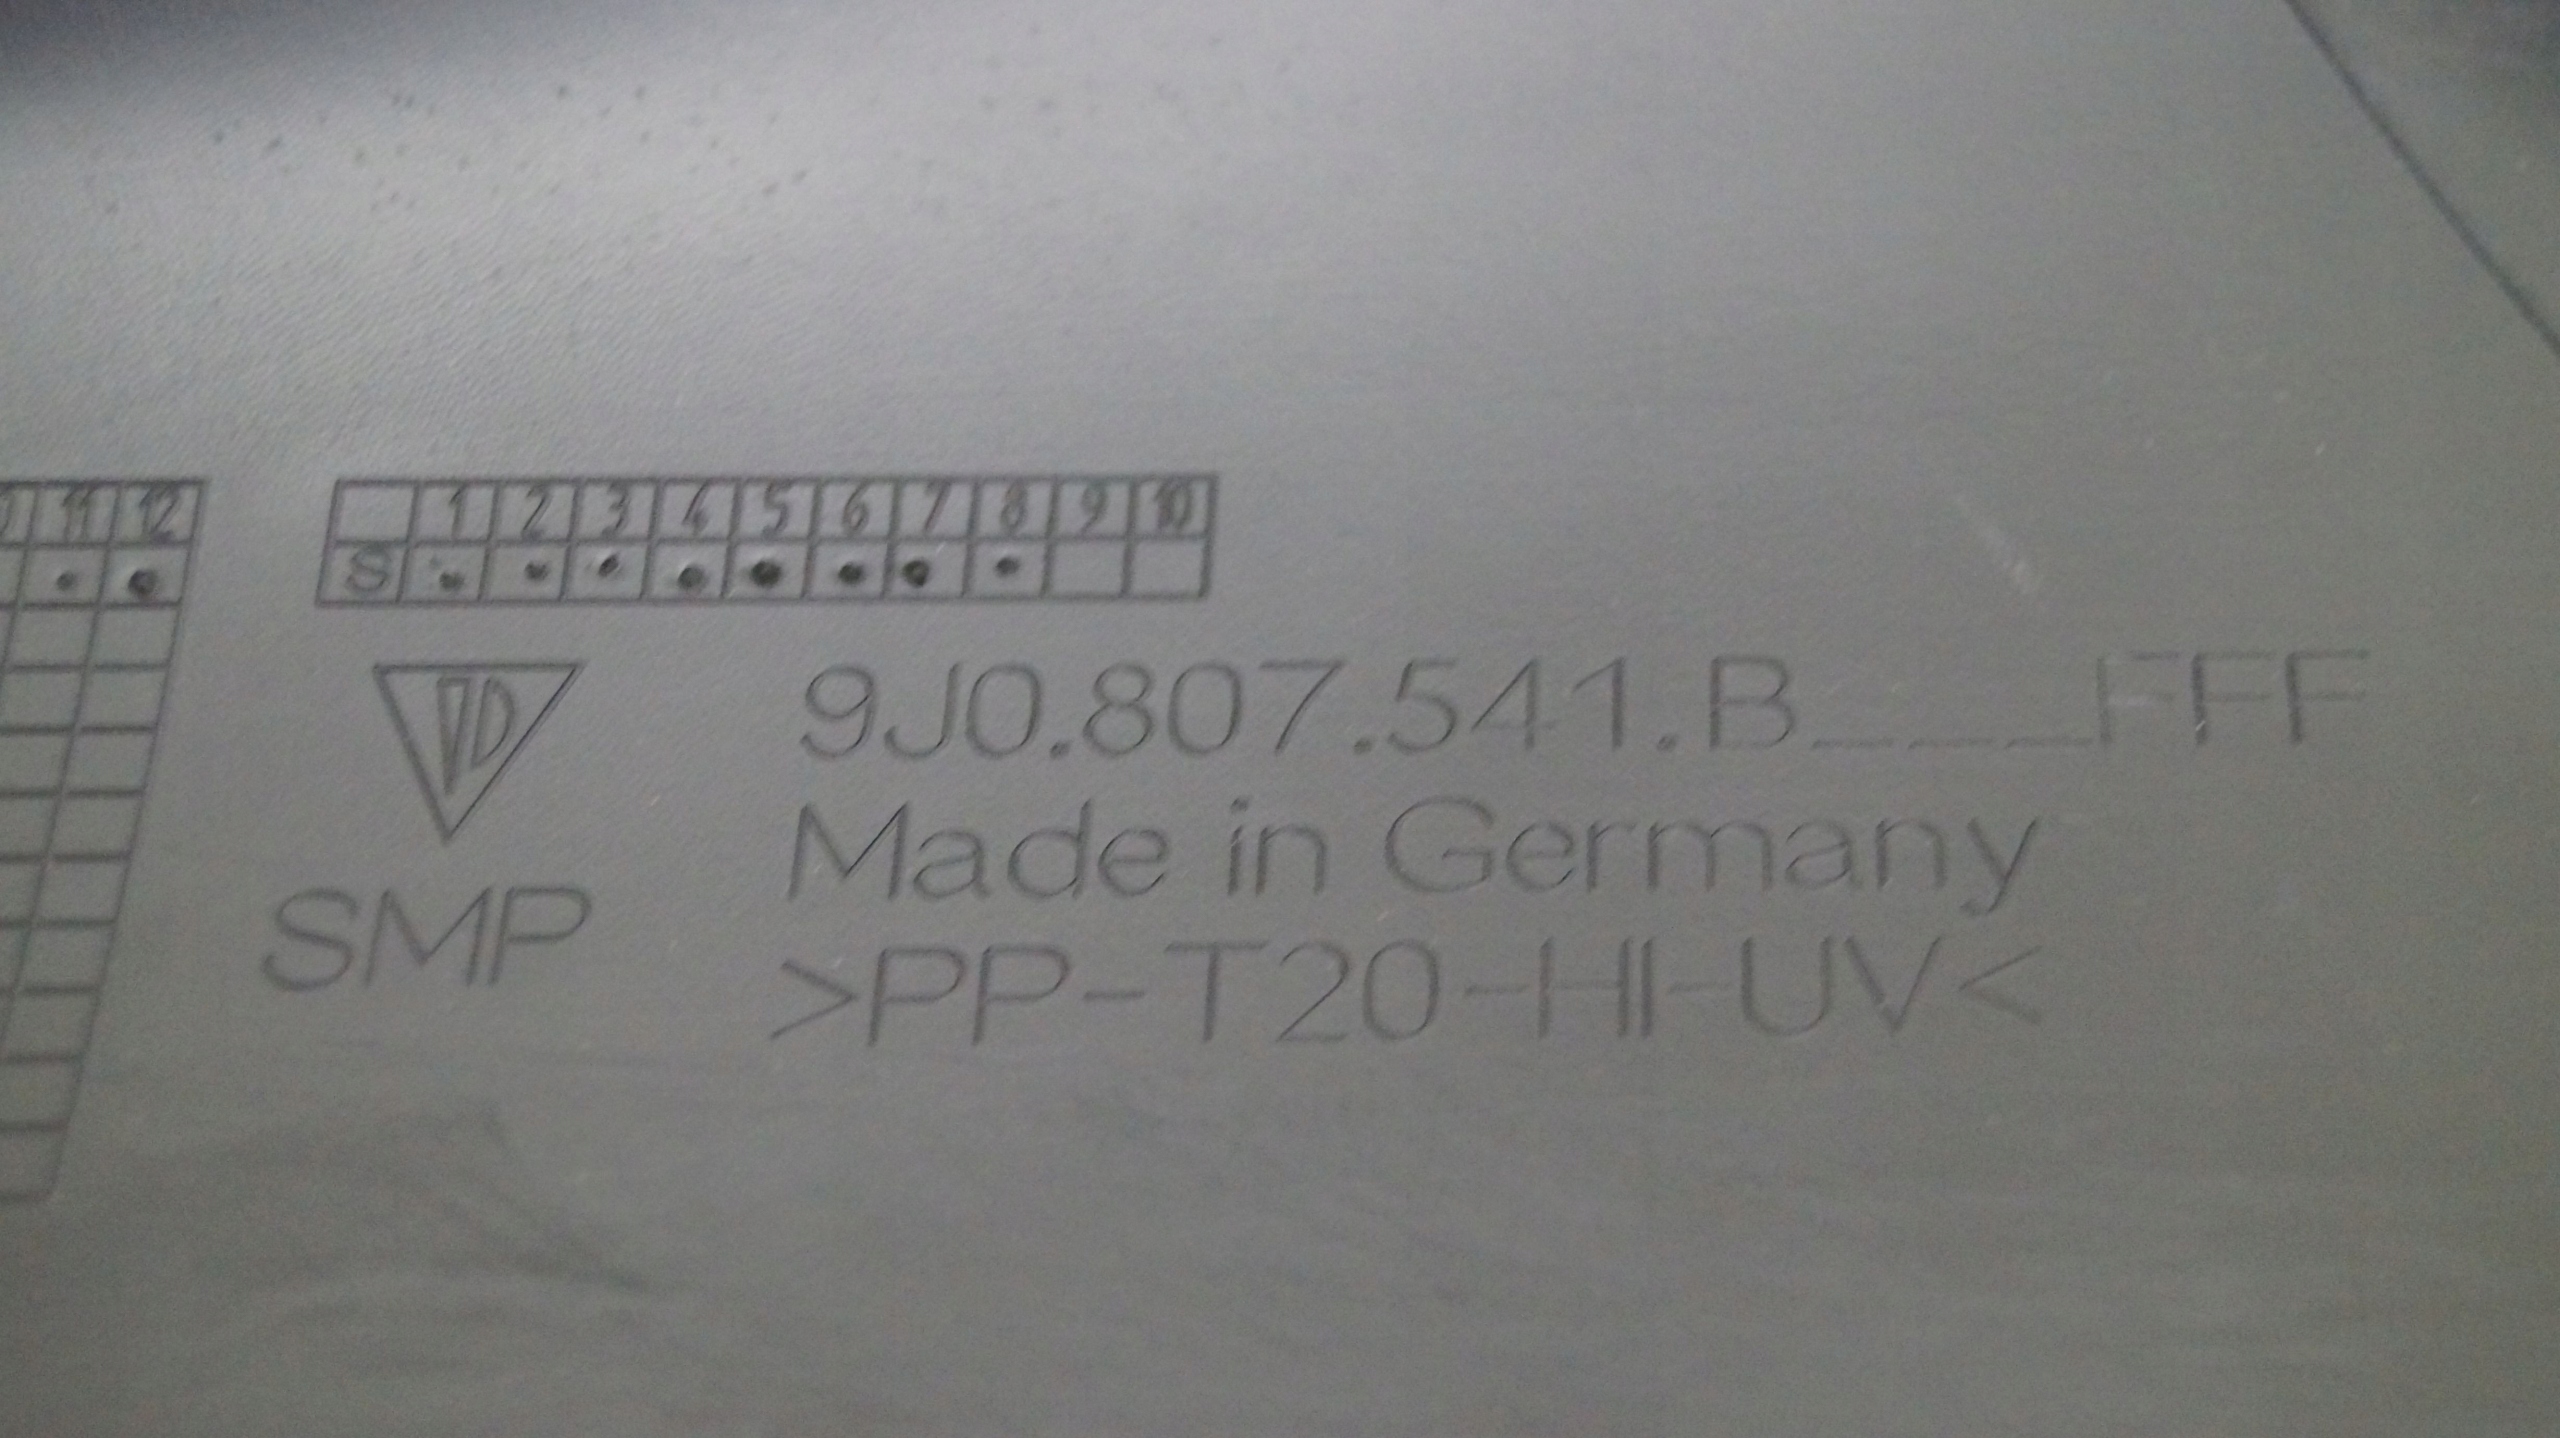 11 12
1 2 3 4 5 6 7 8 9 10
S
9J0.807.541.B___FFF
Made in Germany
SMP
>PP-T20-HI-UV<